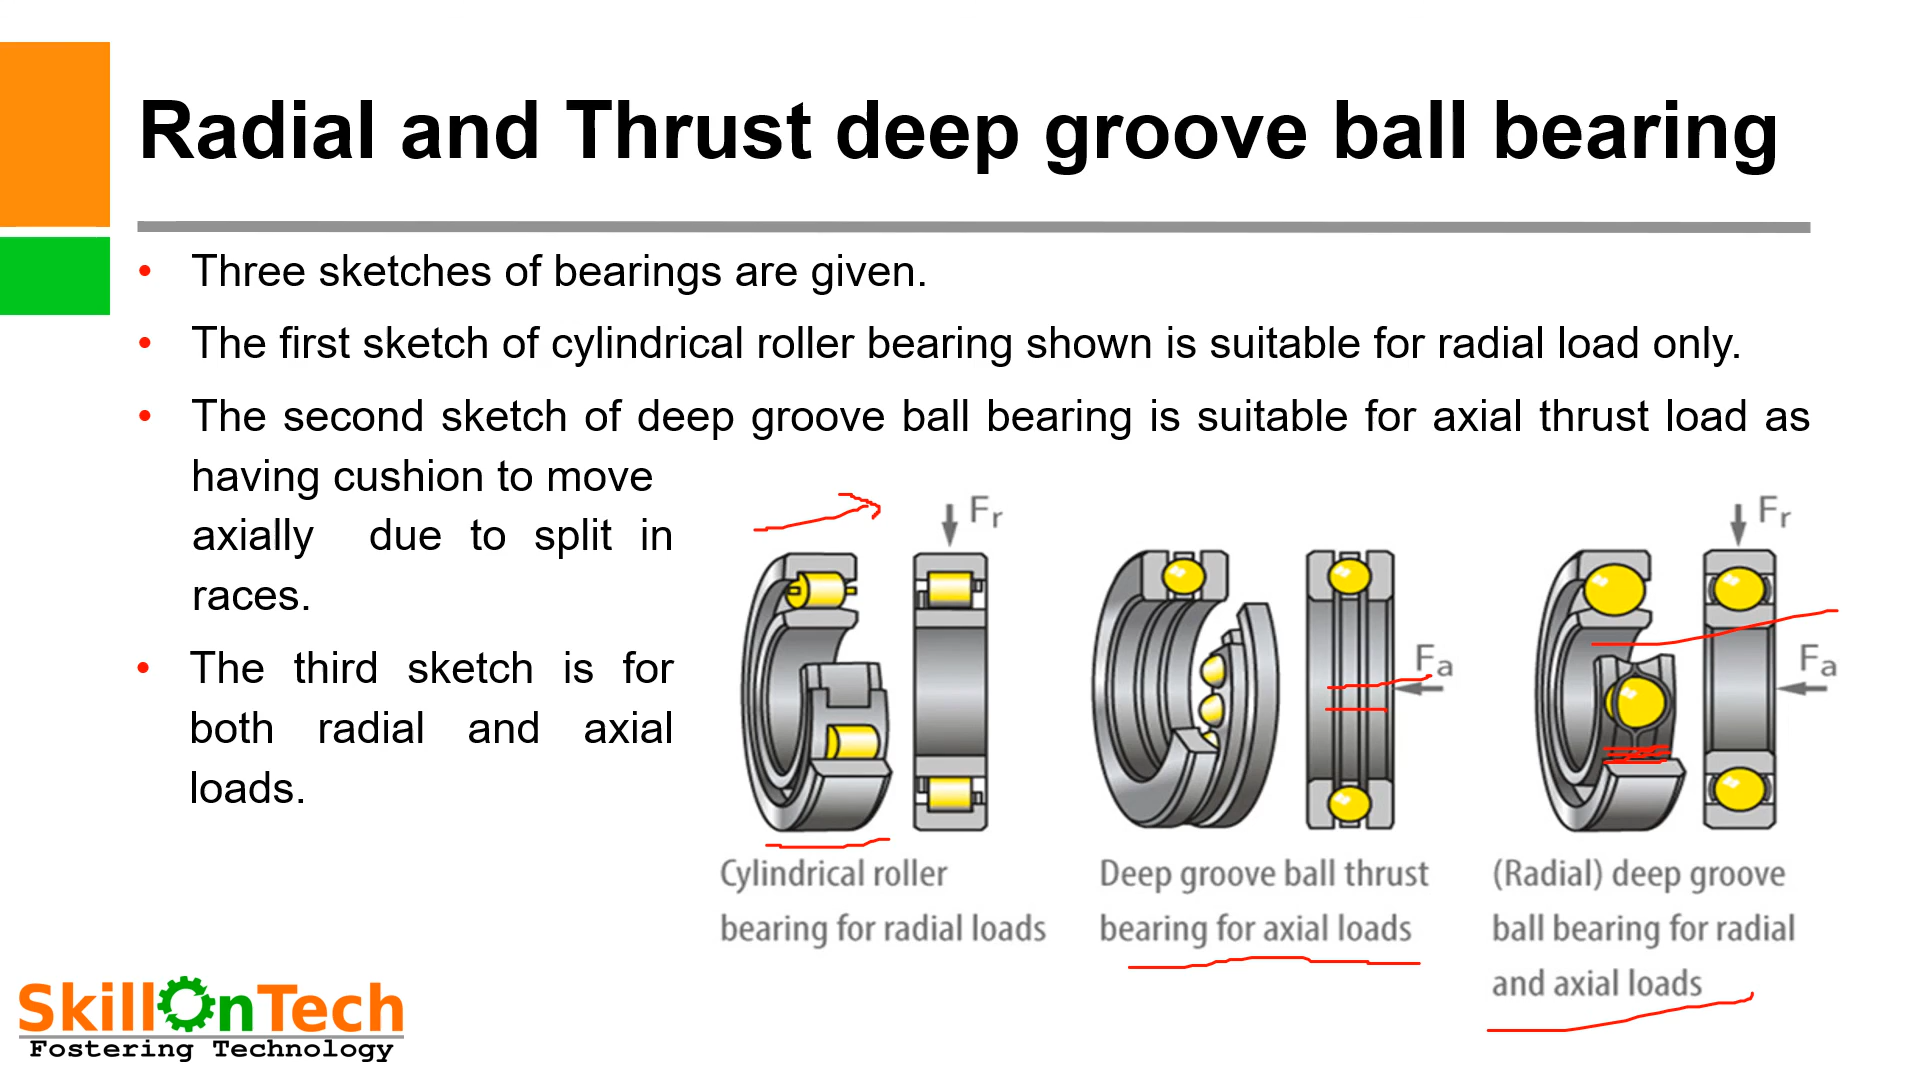 Radial and Thrust deep groove ball bearing
• Three sketches of bearings are given.
• The first sketch of cylindrical roller bearing shown is suitable for radial load only.
• The second sketch of deep groove ball bearing is suitable for axial thrust load as
having cushion to move
axially due to split in
races.
• The third sketch is for
both radial and axial
loads.
Fr
Cylindrical roller
bearing for radial loads
Fa
Deep groove ball thrust
bearing for axial loads
Fr
Fa
(Radial) deep groove
ball bearing for radial
and axial loads
SkillOnTech
Fostering Technology